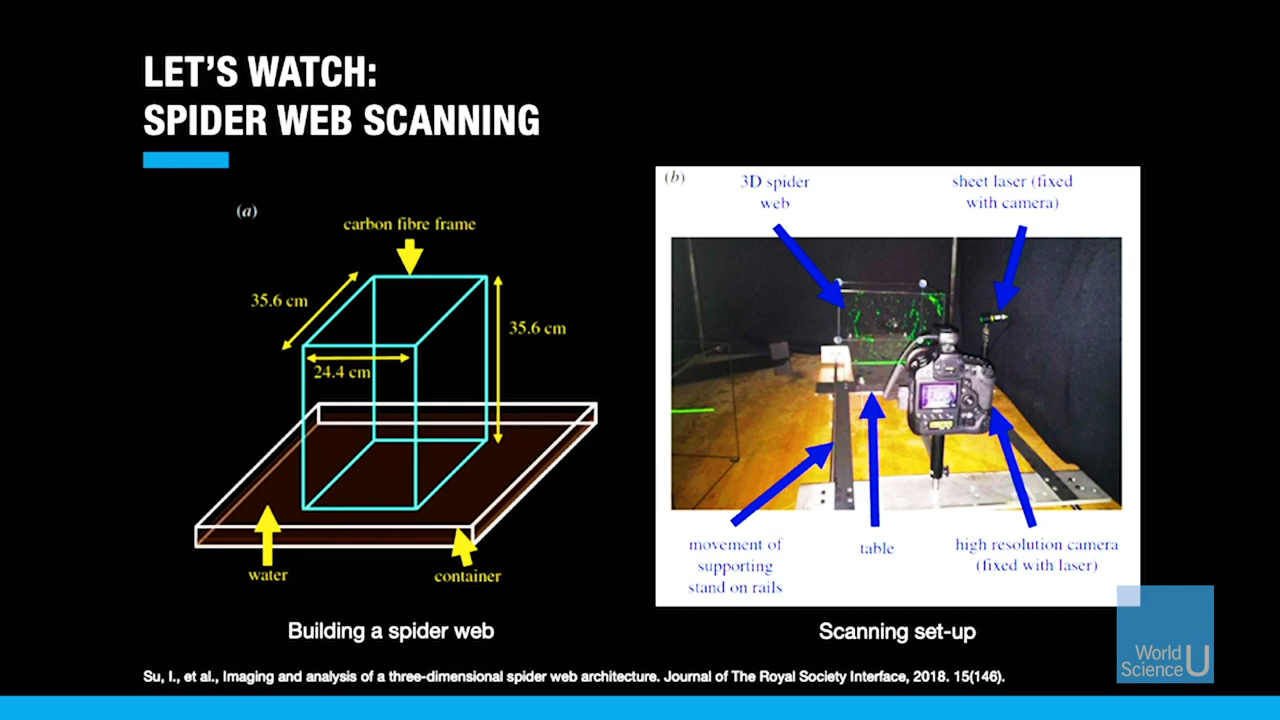 LET'S WATCH:
SPIDER WEB SCANNING
(a)
carbon fibre frame
35.6 cm
35.6 cm
24.4 cm
water
container
Building a spider web
(b)
3D spider
web
sheet laser (fixed
with camera)
movement of
supporting
stand on rails
table
high resolution camera
(fixed with laser)
Scanning set-up
Su, I., et al., Imaging and analysis of a three-dimensional spider web architecture. Journal of The Royal Society Interface, 2018. 15(146).
World
Science U